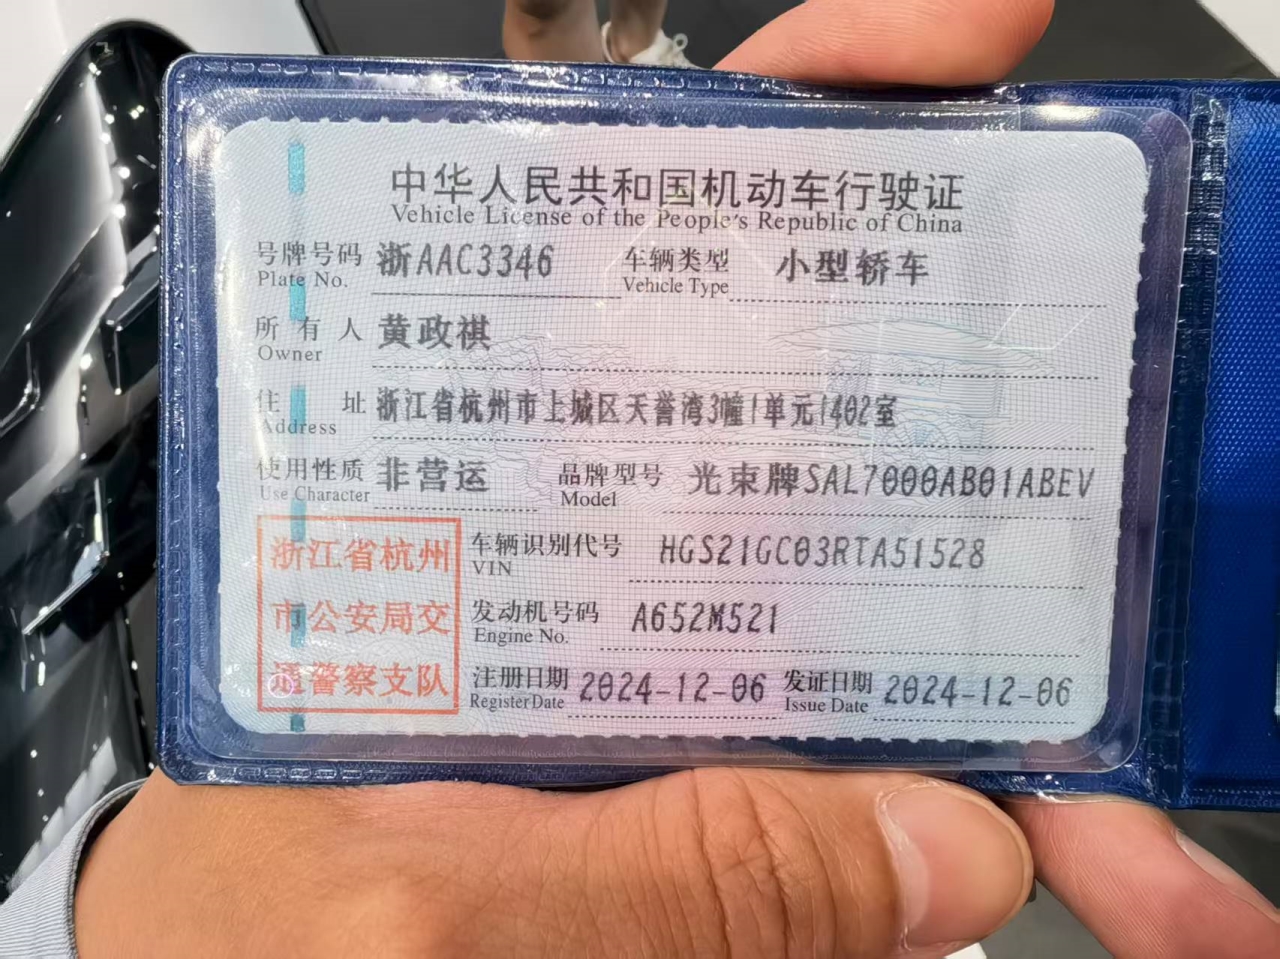 中华人民共和国机动车行驶证
Vehicle License of the People's Republic of China
号牌号码 浙AAC3346 车辆类型 小型轿车
Plate No. Vehicle Type
所有人 黄政祺
Owner
住址 浙江省杭州市上城区天誉湾3幢1单元1402室
Address
使用性质 非营运 品牌型号 光束牌SAL7000AB01ABEV
Use Character Model
浙江省杭州市公安局交通警察支队
车辆识别代号 HGS21GC03RTA51528
VIN
发动机号码 A652M521
Engine No.
注册日期 2024-12-06 发证日期 2024-12-06
Register Date Issue Date